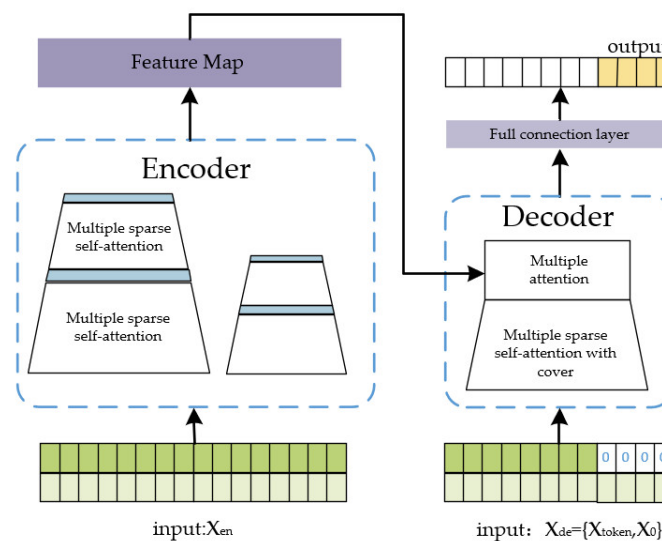 Feature Map
Encoder
Multiple sparse
self-attention
Multiple sparse
self-attention
input:Xen
output
Full connection layer
Decoder
Multiple
attention
Multiple sparse
self-attention with
cover
0 0 0 0
input: Xde={Xtoken,X0}